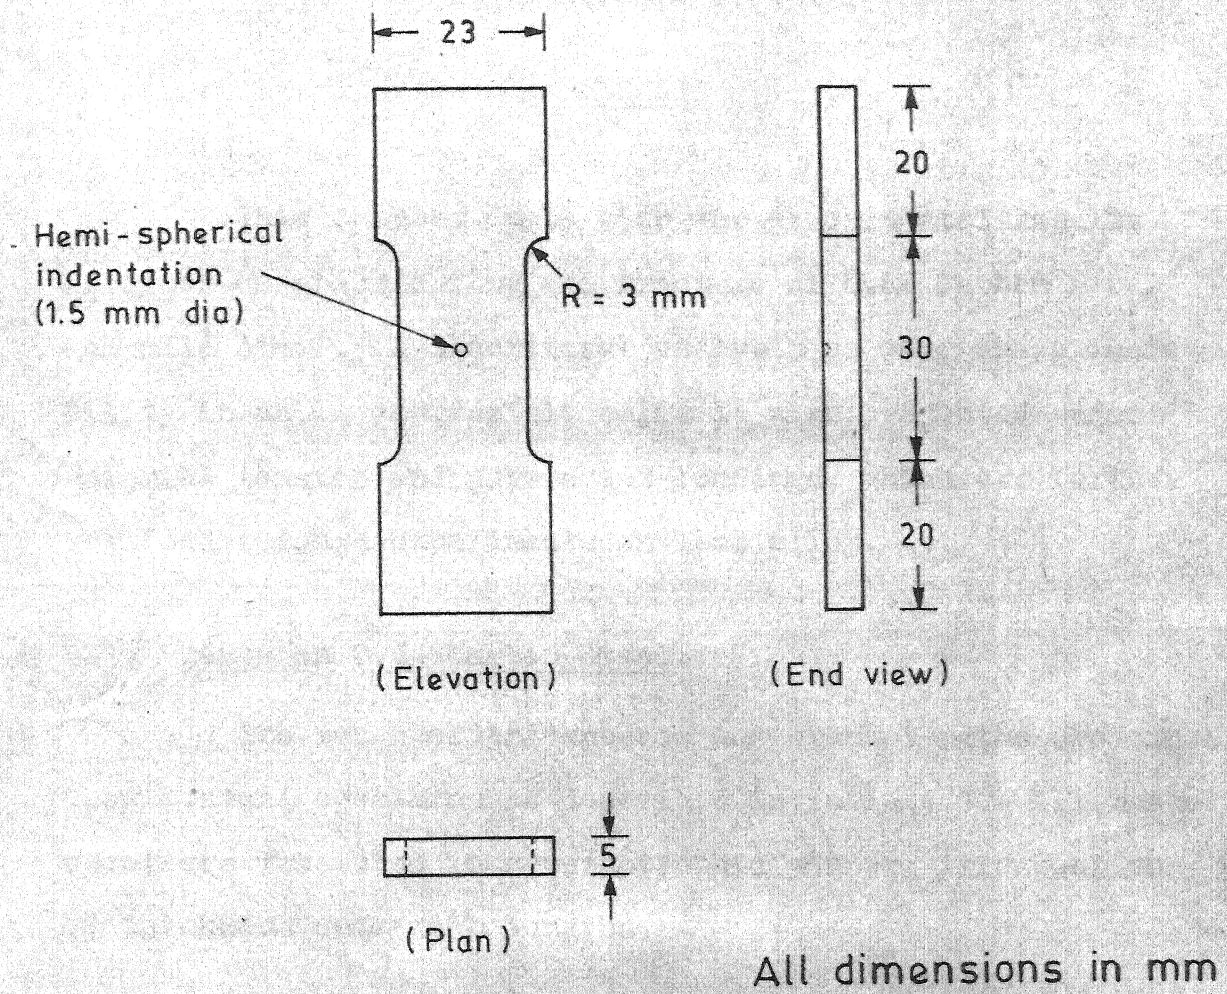 23
20
Hemi-spherical
indentation
(1.5 mm dia)
R = 3 mm
30
20
(Elevation)
(End view)
5
(Plan)
All dimensions in mm